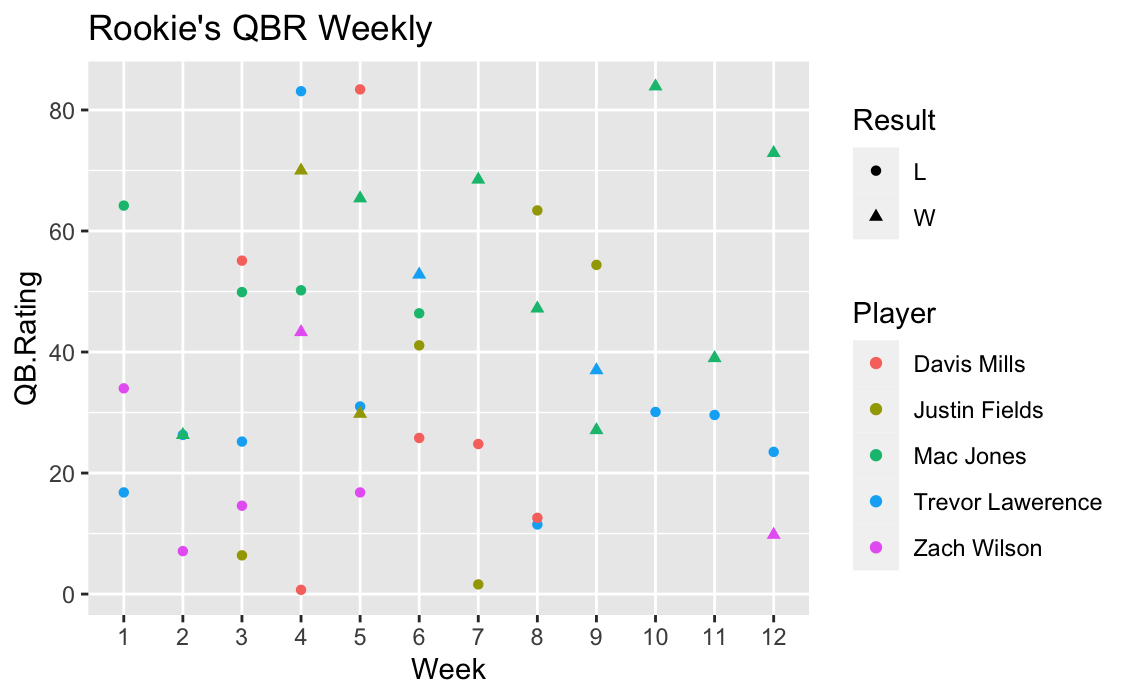 Rookie's QBR Weekly
QB.Rating
80
60
40
20
0
1 2 3 4 5 6 7 8 9 10 11 12
Week
Result
L
W
Player
Davis Mills
Justin Fields
Mac Jones
Trevor Lawerence
Zach Wilson